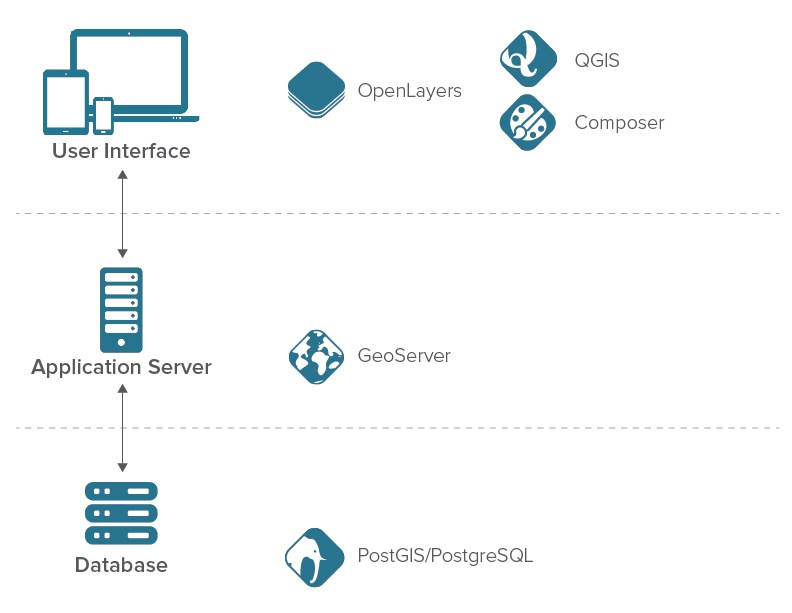 QGIS
OpenLayers
Composer
User Interface
GeoServer
Application Server
PostGIS/PostgreSQL
Database